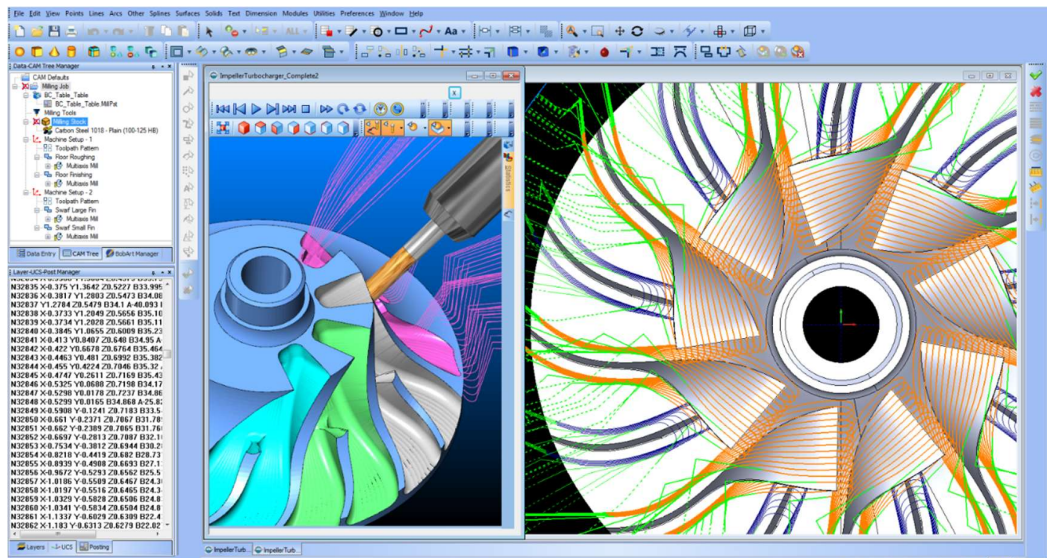 File Edit View Points Lines Arcs Other Splines Surfaces Solids Text Dimension Modules Utilities Preferences Window Help
ALL
Aa
Data-CAM Tree Manager
CAM Defaults
Milling Job
BC_Table_Table
BC_Table_Table.MillPat
Milling Tools
Milling Stock
Carbon Steel 1018 - Plain (100-125 HB)
Machine Setup - 1
Toolpath Pattern
Floor Roughing
Multiaxis Mill
Floor Finishing
Multiaxis Mill
Machine Setup - 2
Toolpath Pattern
Swarf Large Fin
Multiaxis Mill
Swarf Small Fin
Multiaxis Mill
Data Entry CAM Tree BobArt Manager
Layer-UCS-Post Manager
N32835 X-0.375 Y1.3642 Z0.5227 B33.995
N32836 X-0.3817 Y1.2803 Z0.5473 B34.08
N32837 Y1.2784 Z0.5479 B34.1 A-40.093
N32838 X-0.3733 Y1.2049 Z0.5656 B35.10
N32839 X-0.3734 Y1.2028 Z0.5661 B35.11
N32840 X-0.3845 Y1.0655 Z0.6009 B35.23
N32841 X-0.413 Y0.8407 Z0.648 B34.95 A-
N32842 X-0.422 Y0.6678 Z0.6764 B35.464
N32843 X-0.4463 Y0.481 Z0.6992 B35.382
N32844 X-0.455 Y0.4224 Z0.7046 B35.32
N32845 X-0.4747 Y0.2611 Z0.7169 B35.43
N32846 X-0.5325 Y0.0688 Z0.7198 B34.17
N32847 X-0.5298 Y0.0178 Z0.7237 B34.86
N32848 X-0.5299 Y0.0165 B34.868 A-25.82
N32849 X-0.5908 Y-0.1241 Z0.7183 B33.5
N32850 X-0.661 Y-0.2371 Z0.7067 B31.78
N32851 X-0.662 Y-0.2389 Z0.7065 B31.76
N32852 X-0.6697 Y-0.2813 Z0.7087 B32.1
N32853 X-0.7534 Y-0.3812 Z0.6944 B30.2
N32854 X-0.8218 Y-0.4419 Z0.682 B28.73
N32855 X-0.8939 Y-0.4908 Z0.6693 B27.1
N32856 X-0.9672 Y-0.5293 Z0.6562 B25.5
N32857 X-1.0186 Y-0.5509 Z0.6467 B24.3
N32858 X-1.0197 Y-0.5516 Z0.6465 B24.3
N32859 X-1.0329 Y-0.5828 Z0.6506 B24.8
N32860 X-1.0341 Y-0.5834 Z0.6504 B24.8
N32861 X-1.1337 Y-0.6029 Z0.6309 B22.4
N32862 X-1.183 Y-0.6313 Z0.6279 B22.02
Layers UCS Posting
ImpellerTurbocharger_Complete2
x
Statistics
ImpellerTurb... ImpellerTurb...